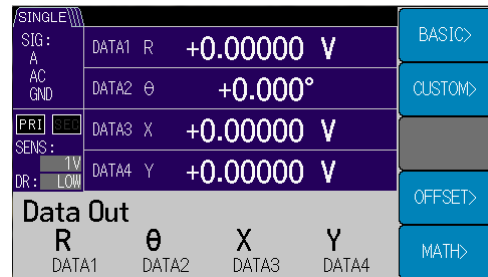 SINGLE
SIG:
A
AC
GND
PRI SEC
SENS:
1V
DR: LOW
DATA1 R +0.00000 V
DATA2 θ +0.000°
DATA3 X +0.00000 V
DATA4 Y +0.00000 V
Data Out
R θ X Y
DATA1 DATA2 DATA3 DATA4
BASIC>
CUSTOM>
OFFSET>
MATH>